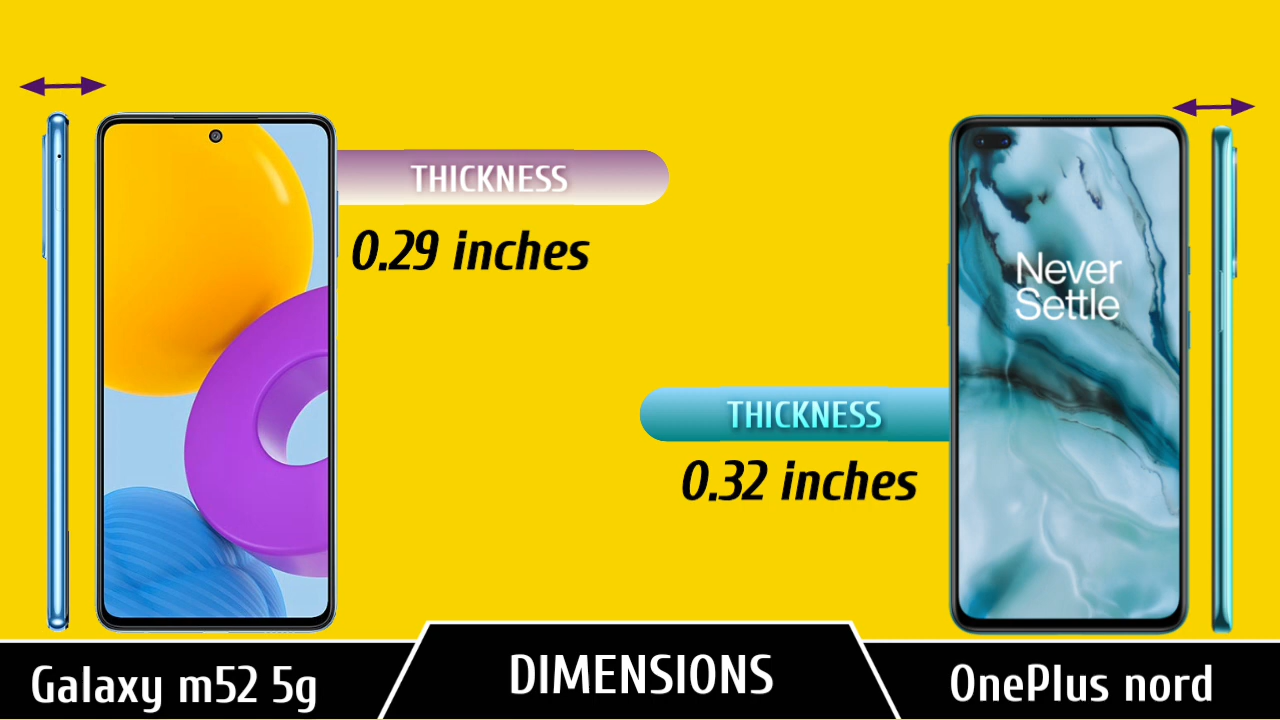 THICKNESS
0.29 inches
Never
Settle
THICKNESS
0.32 inches
Galaxy m52 5g
DIMENSIONS
OnePlus nord